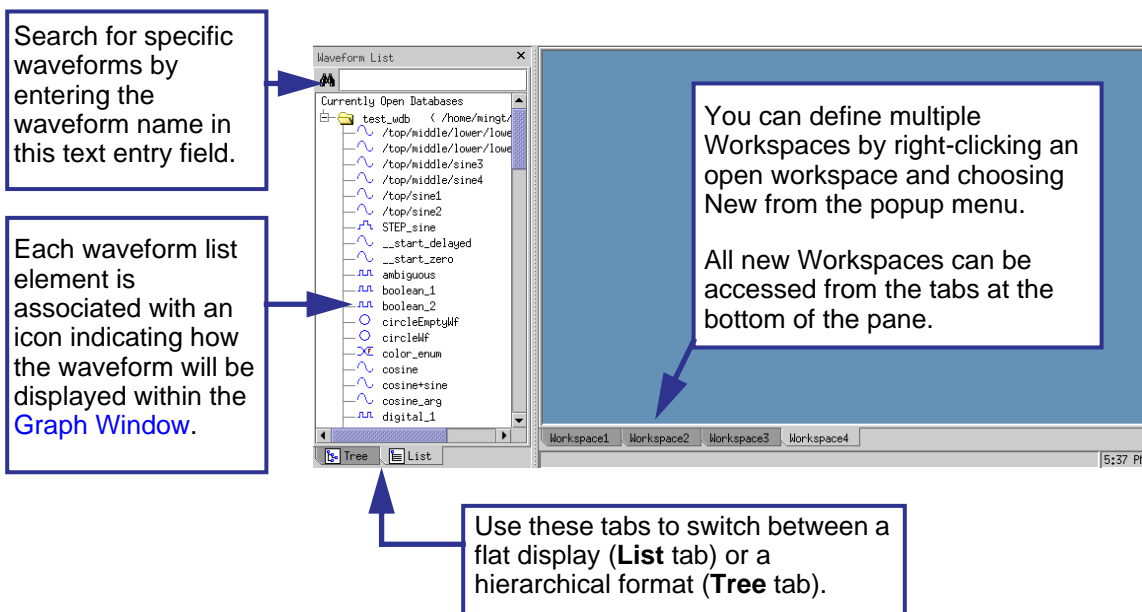 Search for specific
waveforms by
entering the
waveform name in
this text entry field.
Each waveform list
element is
associated with an
icon indicating how
the waveform will be
displayed within the
Graph Window.
Waveform List
Currently Open Databases
test_wdb ( /home/mingt/
/top/middle/lower/lowe
/top/middle/lower/lowe
/top/middle/sine3
/top/middle/sine4
/top/sine1
/top/sine2
STEP_sine
__start_delayed
__start_zero
ambiguous
boolean_1
boolean_2
circleEmptyWf
circleWf
color_enum
cosine
cosine+sine
cosine_arg
digital_1
Tree List
You can define multiple
Workspaces by right-clicking an
open workspace and choosing
New from the popup menu.
All new Workspaces can be
accessed from the tabs at the
bottom of the pane.
Workspace1 Workspace2 Workspace3 Workspace4
5:37 PM
Use these tabs to switch between a
flat display (List tab) or a
hierarchical format (Tree tab).